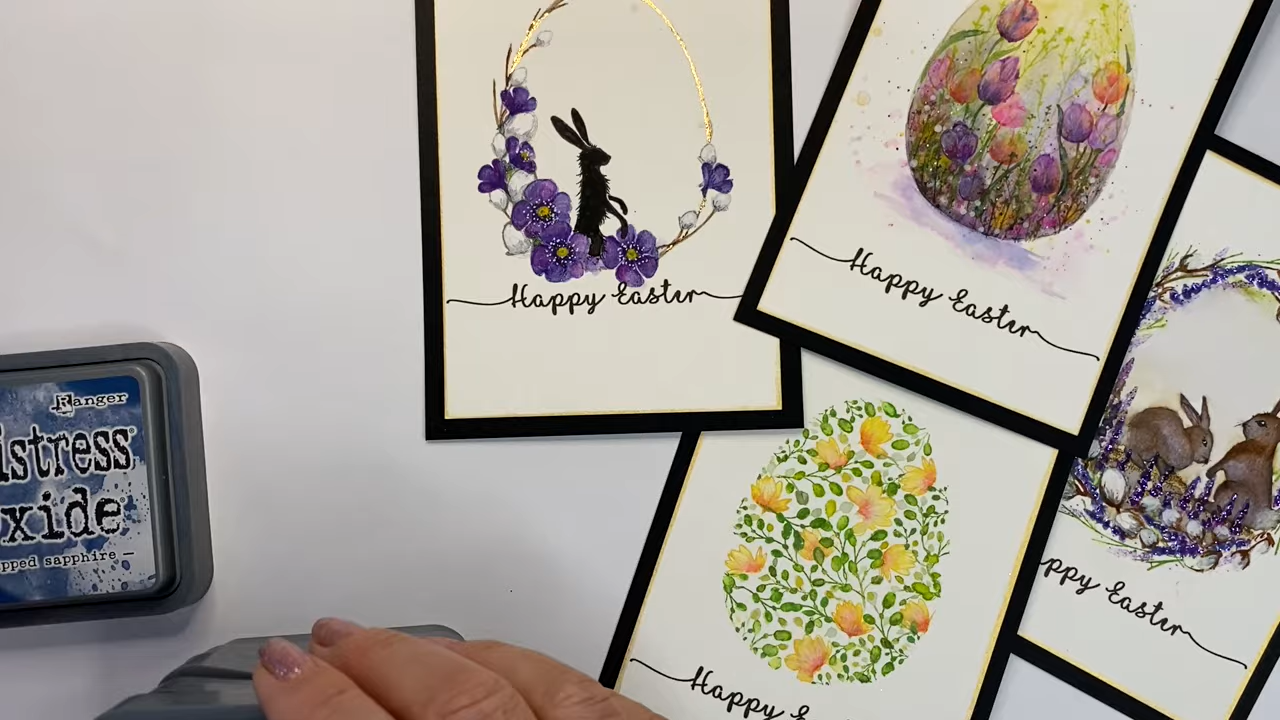 Ranger
istress
xide
pped sapphire
Happy Easter
Happy Easter
ppy Easter
Happy